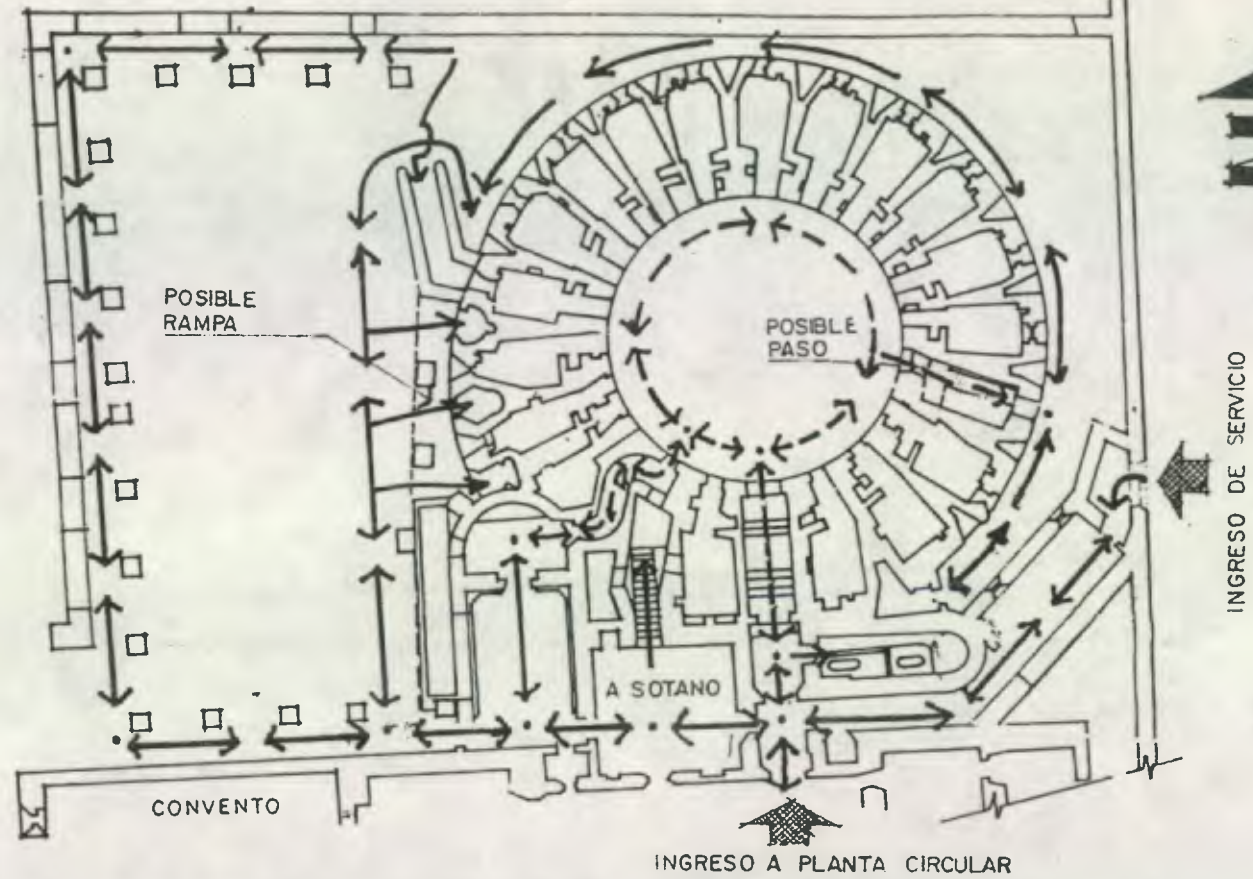 POSIBLE
RAMPA
POSIBLE
PASO
INGRESO DE SERVICIO
A SOTANO
CONVENTO
INGRESO A PLANTA CIRCULAR